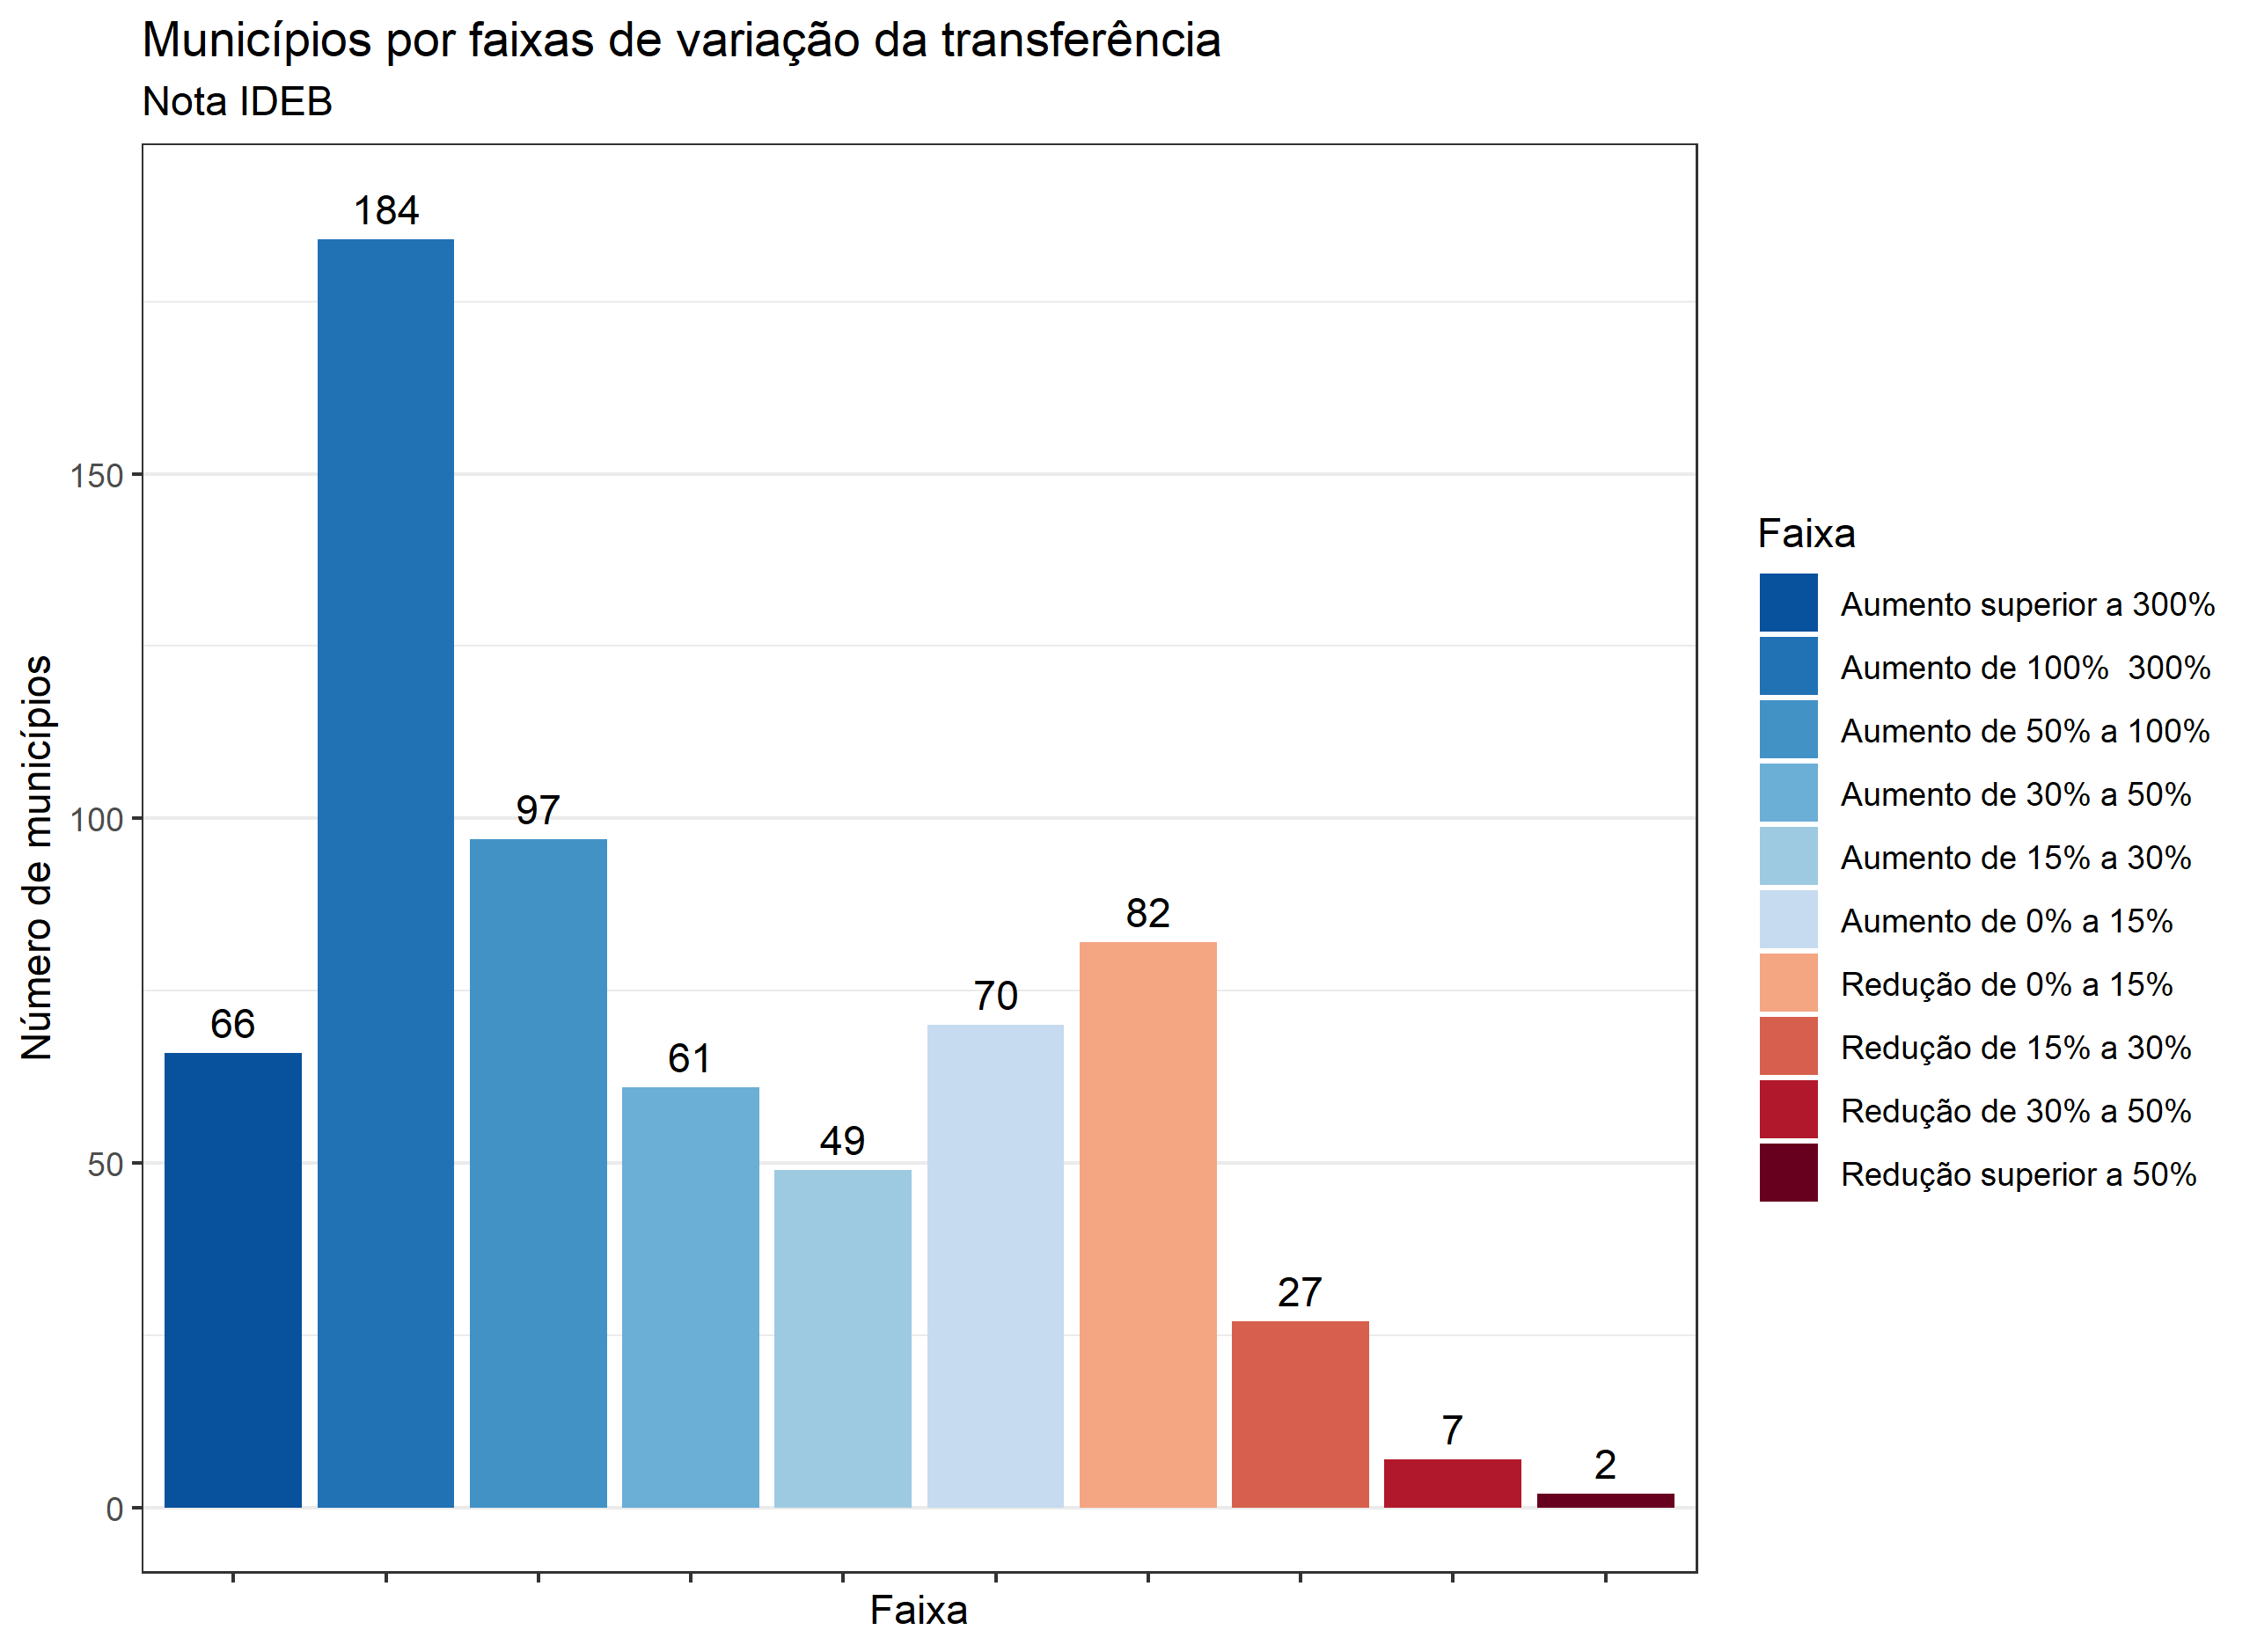 Municípios por faixas de variação da transferência
Nota IDEB
Número de municípios
150
100
50
0
184
97
66
61
49
70
82
27
7
2
Faixa
Faixa
Aumento superior a 300%
Aumento de 100%  300%
Aumento de 50% a 100%
Aumento de 30% a 50%
Aumento de 15% a 30%
Aumento de 0% a 15%
Redução de 0% a 15%
Redução de 15% a 30%
Redução de 30% a 50%
Redução superior a 50%